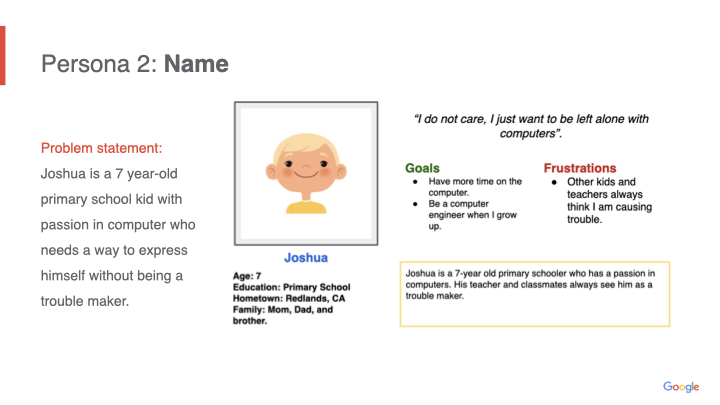 Persona 2: Name
Problem statement:
Joshua is a 7 year-old
primary school kid with
passion in computer who
needs a way to express
himself without being a
trouble maker.
Joshua
Age: 7
Education: Primary School
Hometown: Redlands, CA
Family: Mom, Dad, and
brother.
“I do not care, I just want to be left alone with
computers”.
Goals
● Have more time on the
computer.
● Be a computer
engineer when I grow
up.
Frustrations
● Other kids and
teachers always
think I am causing
trouble.
Joshua is a 7-year old primary schooler who has a passion in
computers. His teacher and classmates always see him as a
trouble maker.
Google